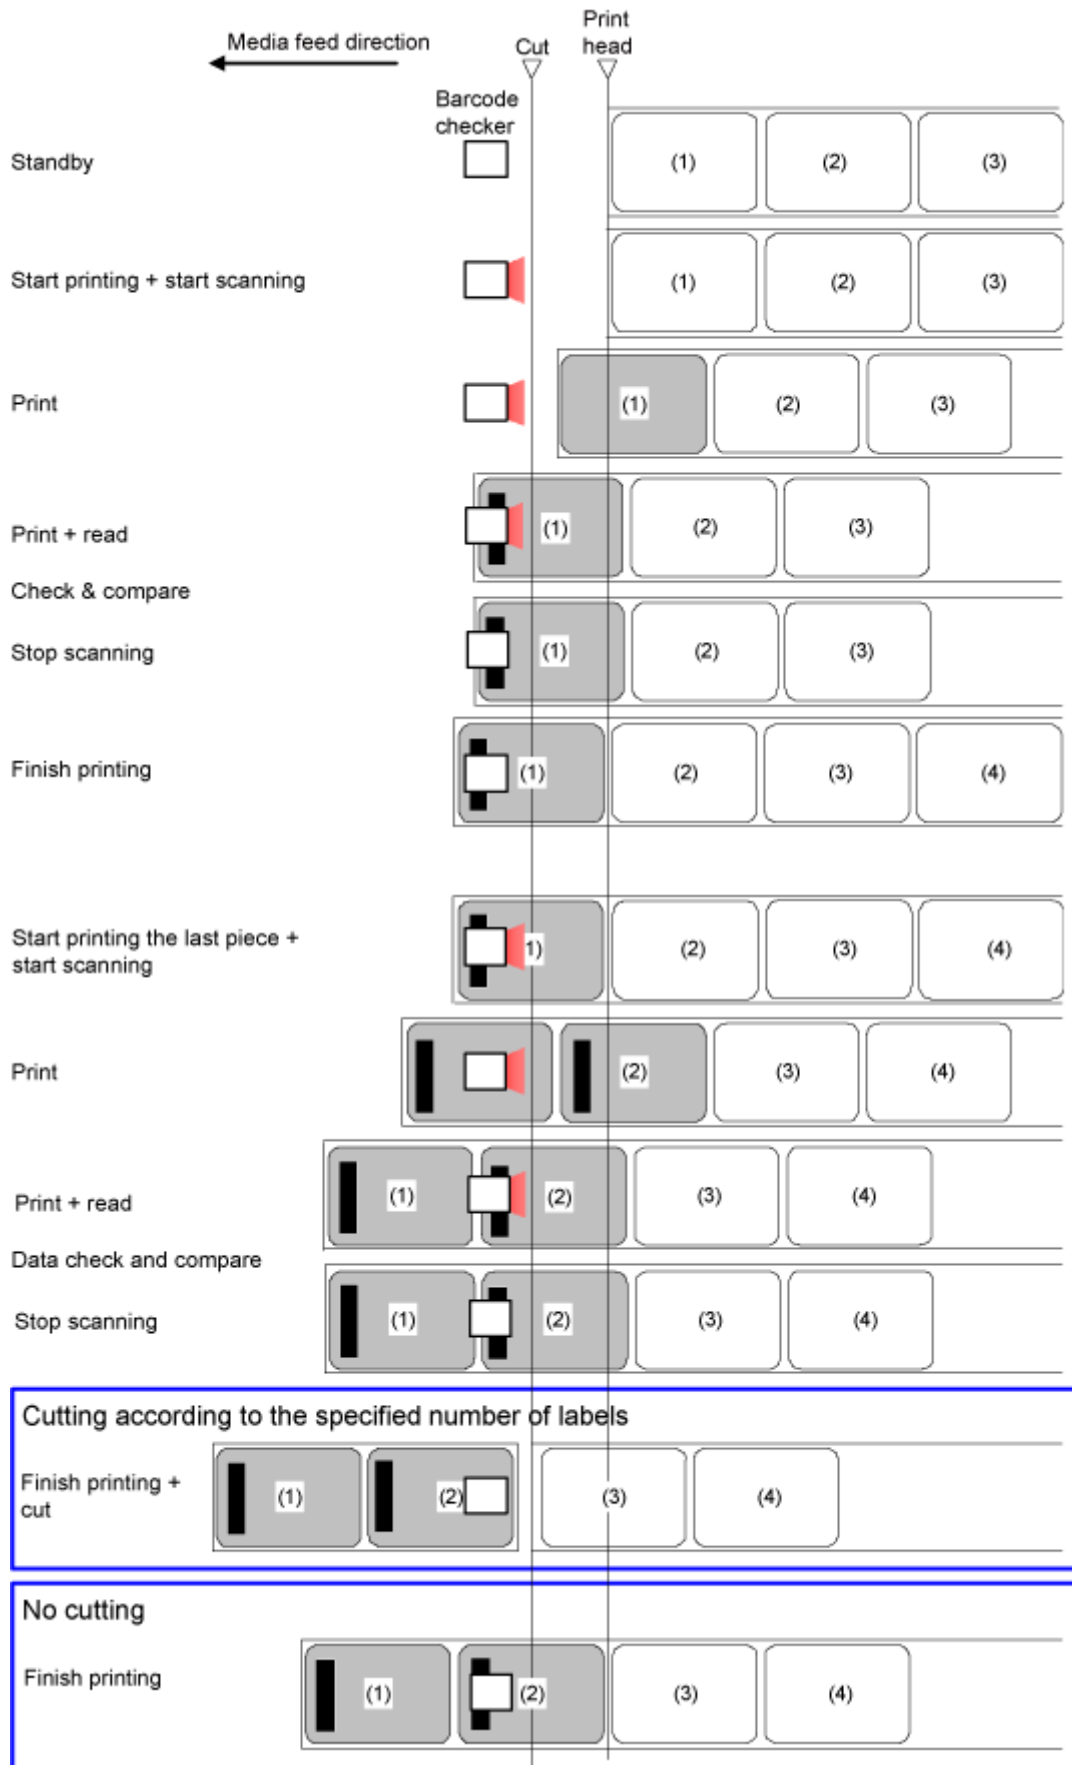 Print
head
Media feed direction
Cut
Barcode
checker
Standby
(1) (2) (3)
Start printing + start scanning
(1) (2) (3)
Print
(1) (2) (3)
Print + read
(1) (2) (3)
Check & compare
Stop scanning
(1) (2) (3)
Finish printing
(1) (2) (3) (4)
Start printing the last piece +
start scanning
1) (2) (3) (4)
Print
(2) (3) (4)
Print + read
(1) (2) (3) (4)
Data check and compare
Stop scanning
(1) (2) (3) (4)
Cutting according to the specified number of labels
Finish printing +
cut
(1) (2) (3) (4)
No cutting
Finish printing
(1) (2) (3) (4)